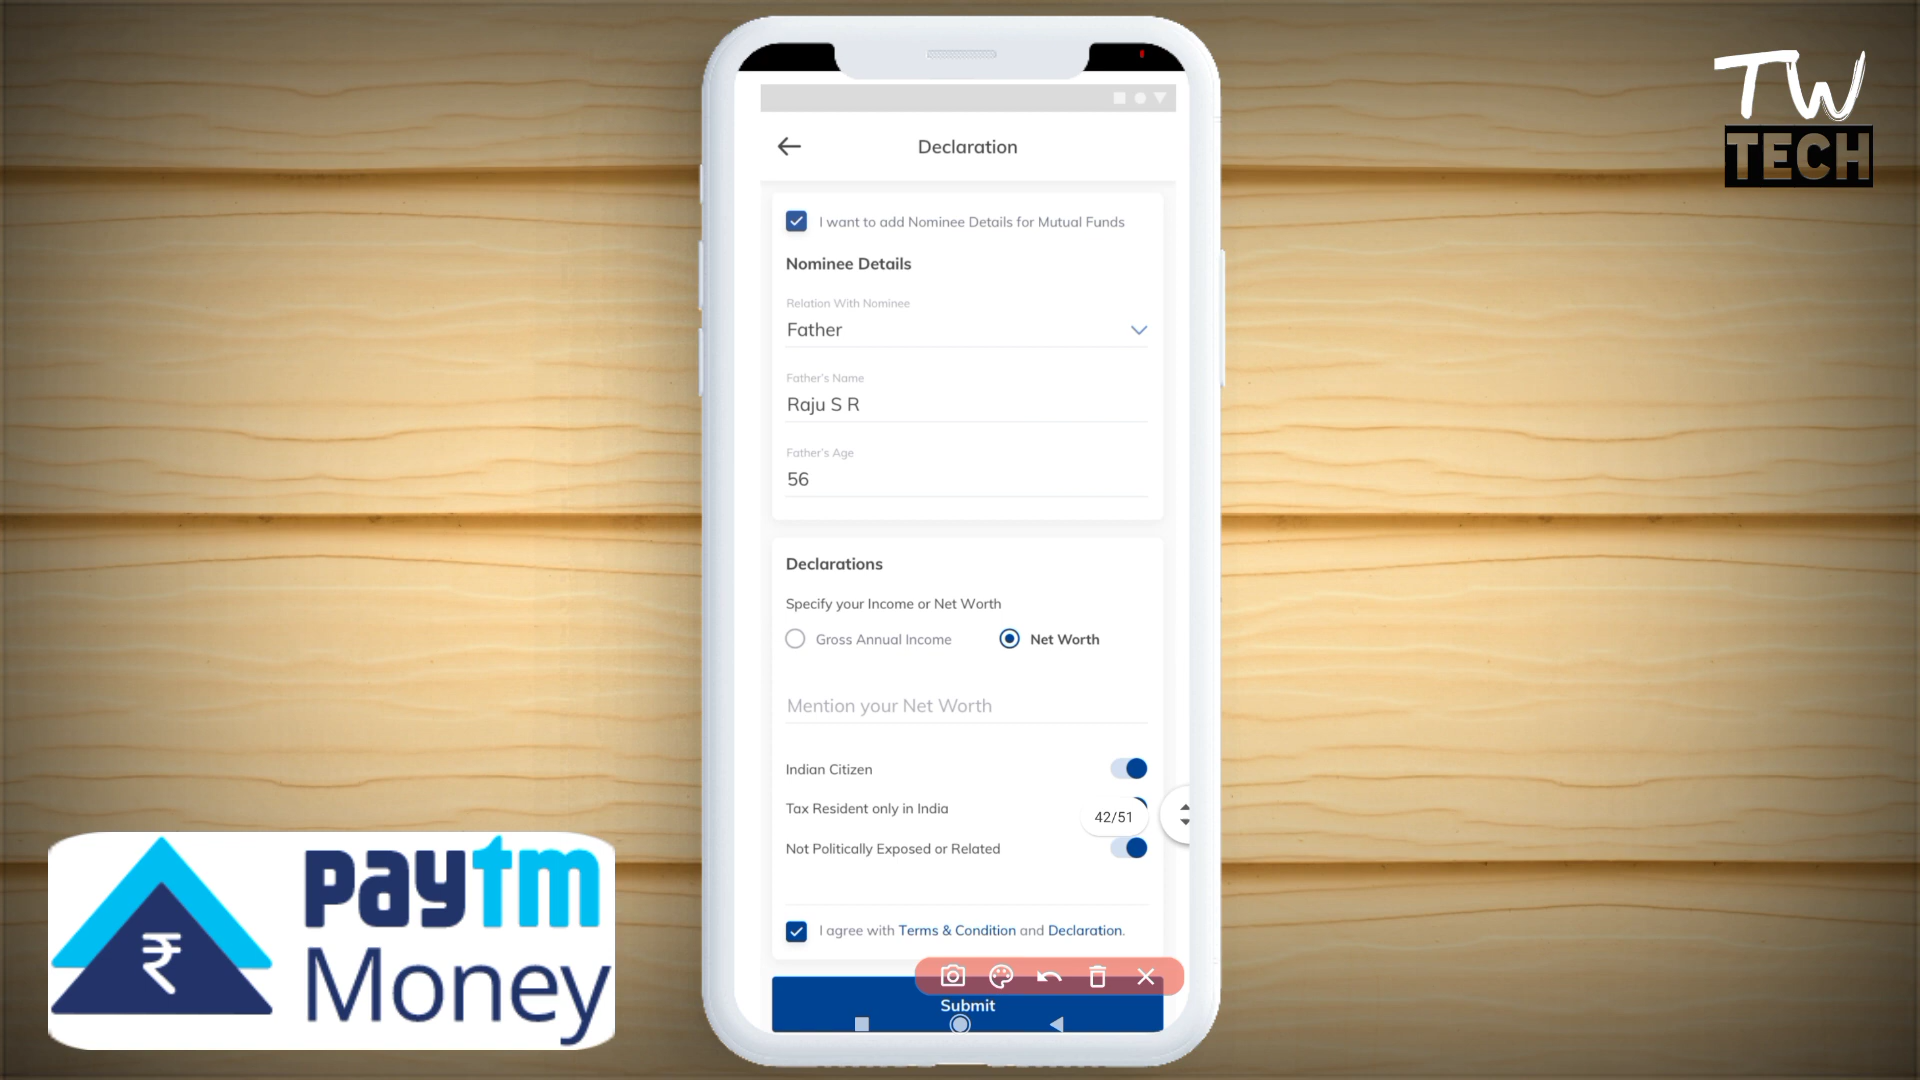 TW
TECH
Declaration
I want to add Nominee Details for Mutual Funds
Nominee Details
Relation With Nominee
Father
Father's Name
Raju S R
Father's Age
56
Declarations
Specify your Income or Net Worth
Gross Annual Income
Net Worth
Mention your Net Worth
Indian Citizen
Tax Resident only in India
42/51
Not Politically Exposed or Related
I agree with Terms & Condition and Declaration.
Submit
₹
paytm
Money